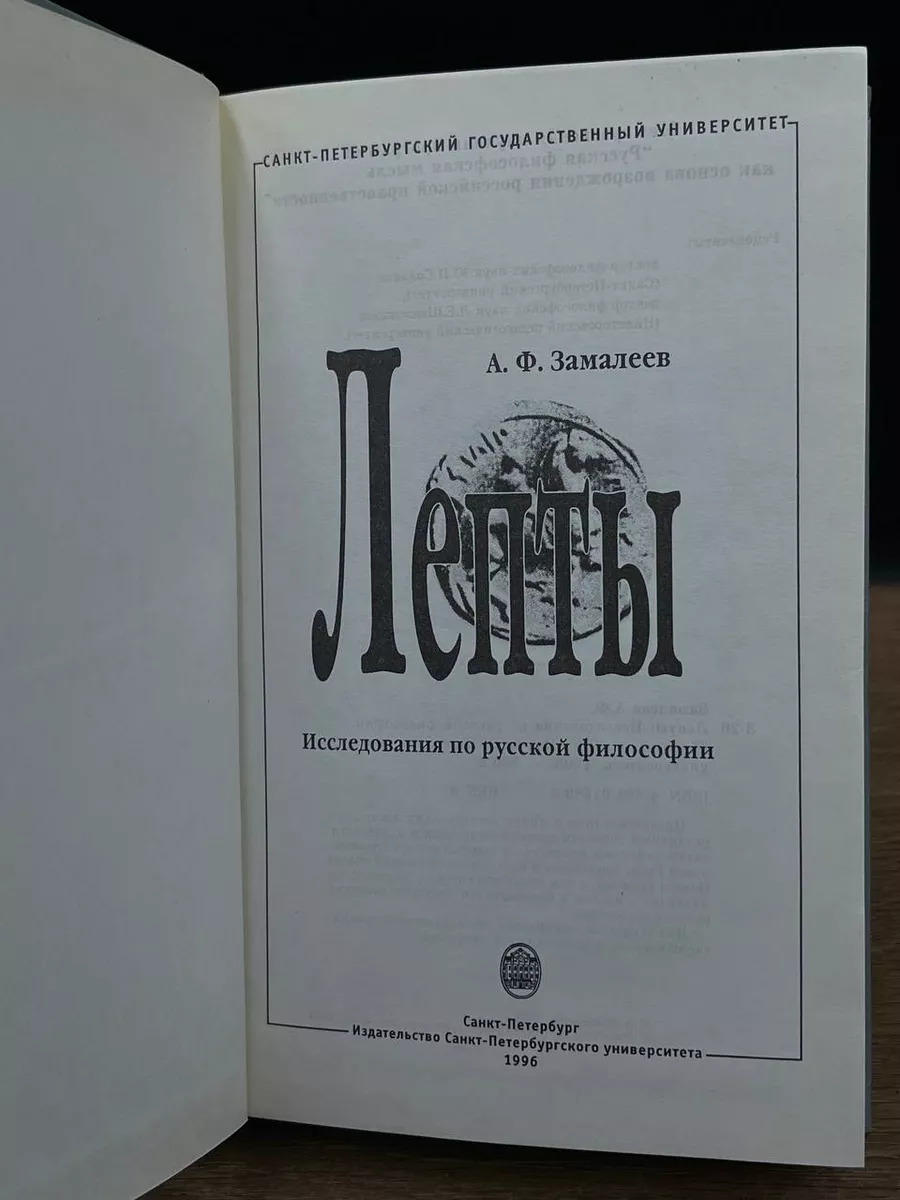 САНКТ-ПЕТЕРБУРГСКИЙ ГОСУДАРСТВЕННЫЙ УНИВЕРСИТЕТ
А. Ф. Замалеев
Лепты
Исследования по русской философии
Санкт-Петербург
Издательство Санкт-Петербургского университета
1996